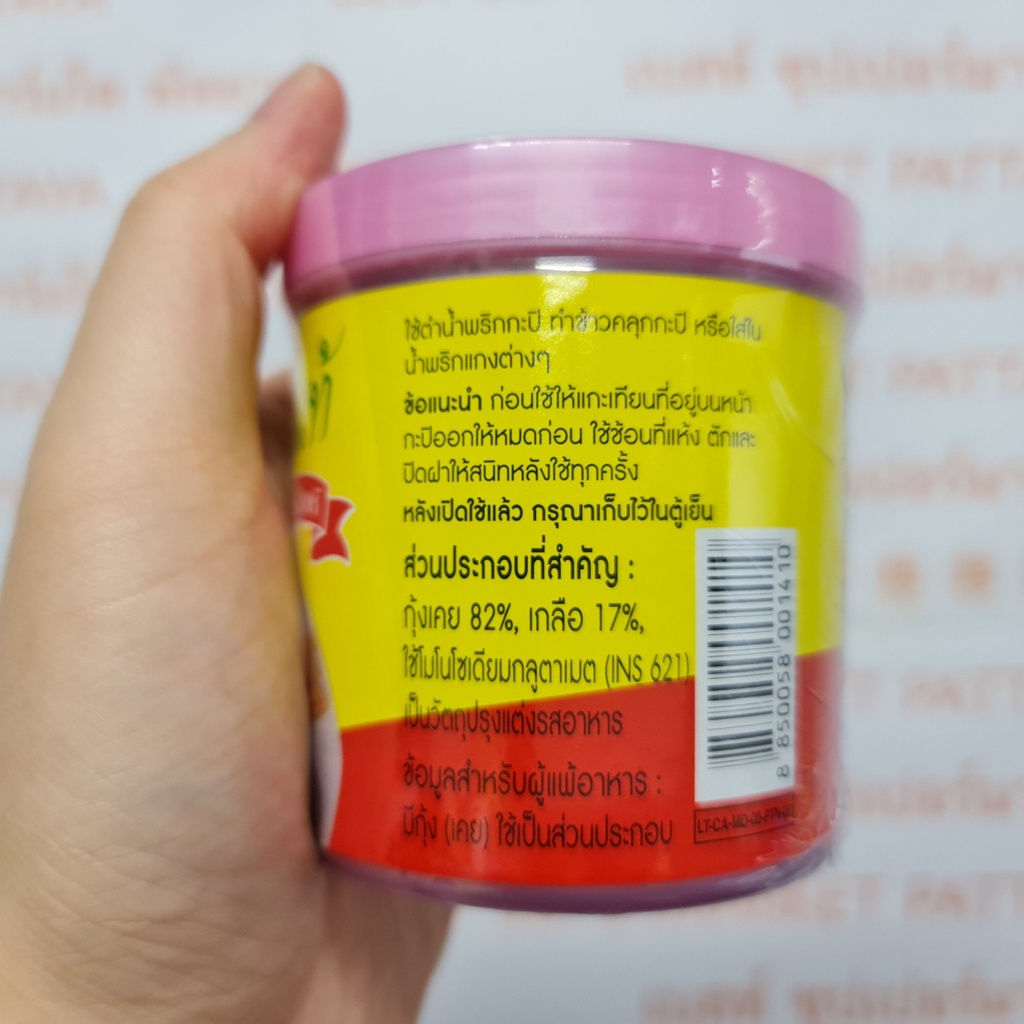 ใช้ตำน้ำพริกกะปิ ทำข้าวคลุกกะปิ หรือใส่ใน
น้ำพริกแกงต่างๆ
ข้อแนะนำ ก่อนใช้ให้แกะเทียนที่อยู่บนหน้า
กะปิออกให้หมดก่อน ใช้ช้อนที่แห้ง ตักและ
ปิดฝาให้สนิทหลังใช้ทุกครั้ง
หลังเปิดใช้แล้ว กรุณาเก็บไว้ในตู้เย็น
ส่วนประกอบที่สำคัญ :
กุ้งเคย 82%, เกลือ 17%,
ใช้โมโนโซเดียมกลูตาเมต (INS 621)
เป็นวัตถุปรุงแต่งรสอาหาร
ข้อมูลสำหรับผู้แพ้อาหาร :
มีกุ้ง (เคย) ใช้เป็นส่วนประกอบ
8 850058 001410